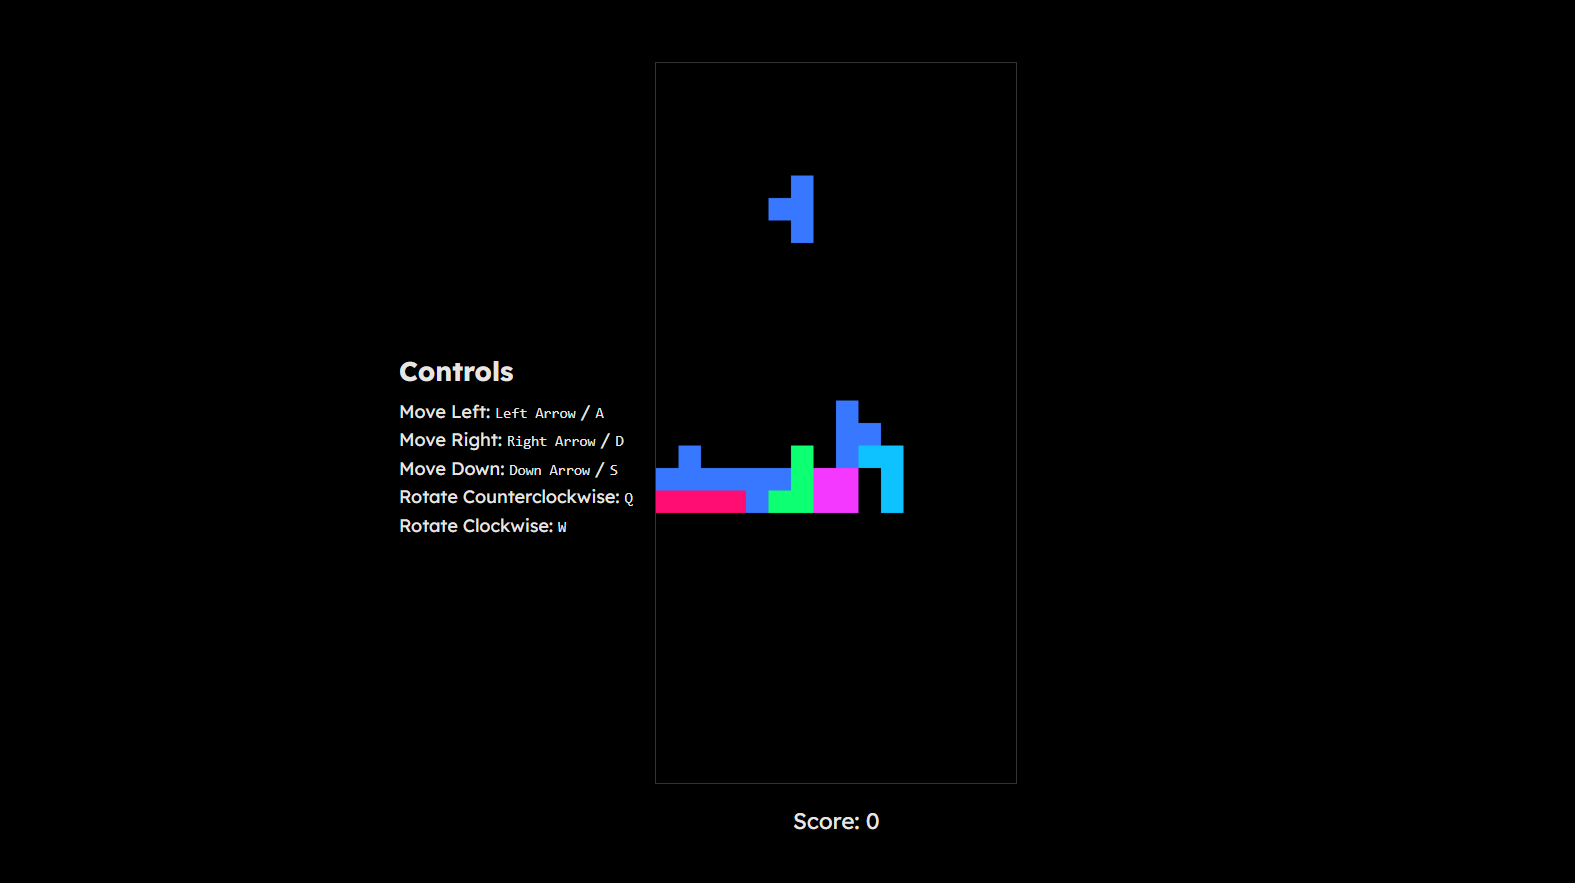 Controls
Move Left: Left Arrow / A
Move Right: Right Arrow / D
Move Down: Down Arrow / S
Rotate Counterclockwise: Q
Rotate Clockwise: W
Score: 0